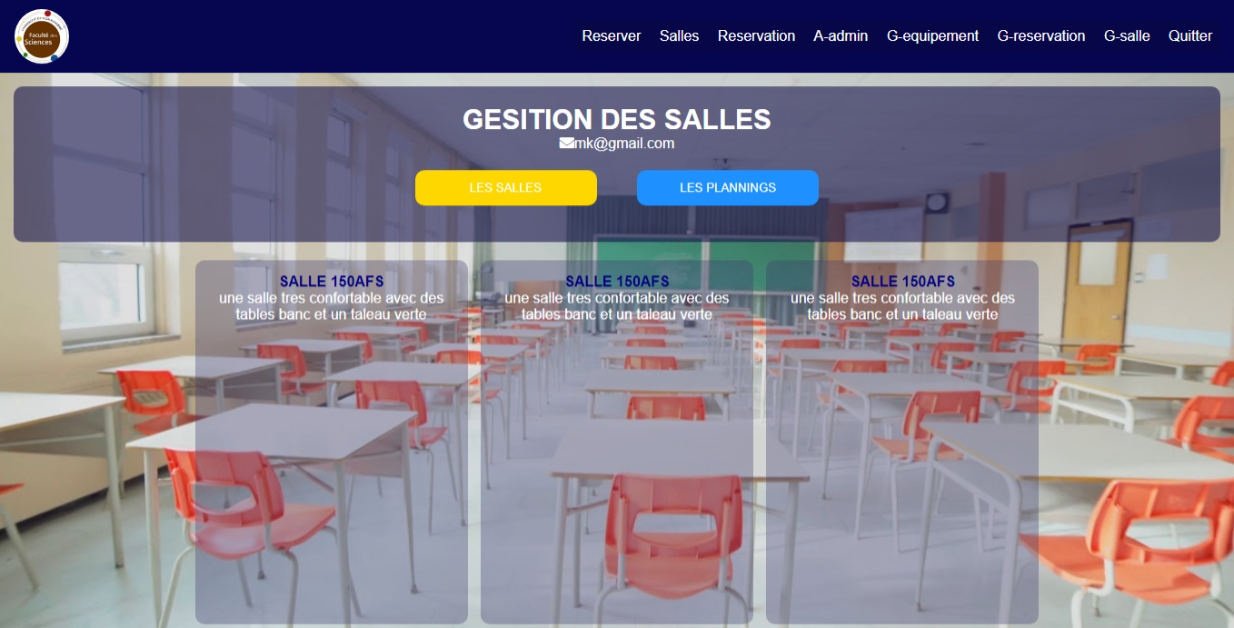 Faculté des
Sciences
Reserver Salles Reservation A-admin G-equipement G-reservation G-salle Quitter
GESITION DES SALLES
mk@gmail.com
LES SALLES LES PLANNINGS
SALLE 150AFS
une salle tres confortable avec des
tables banc et un taleau verte
SALLE 150AFS
une salle tres confortable avec des
tables banc et un taleau verte
SALLE 150AFS
une salle tres confortable avec des
tables banc et un taleau verte